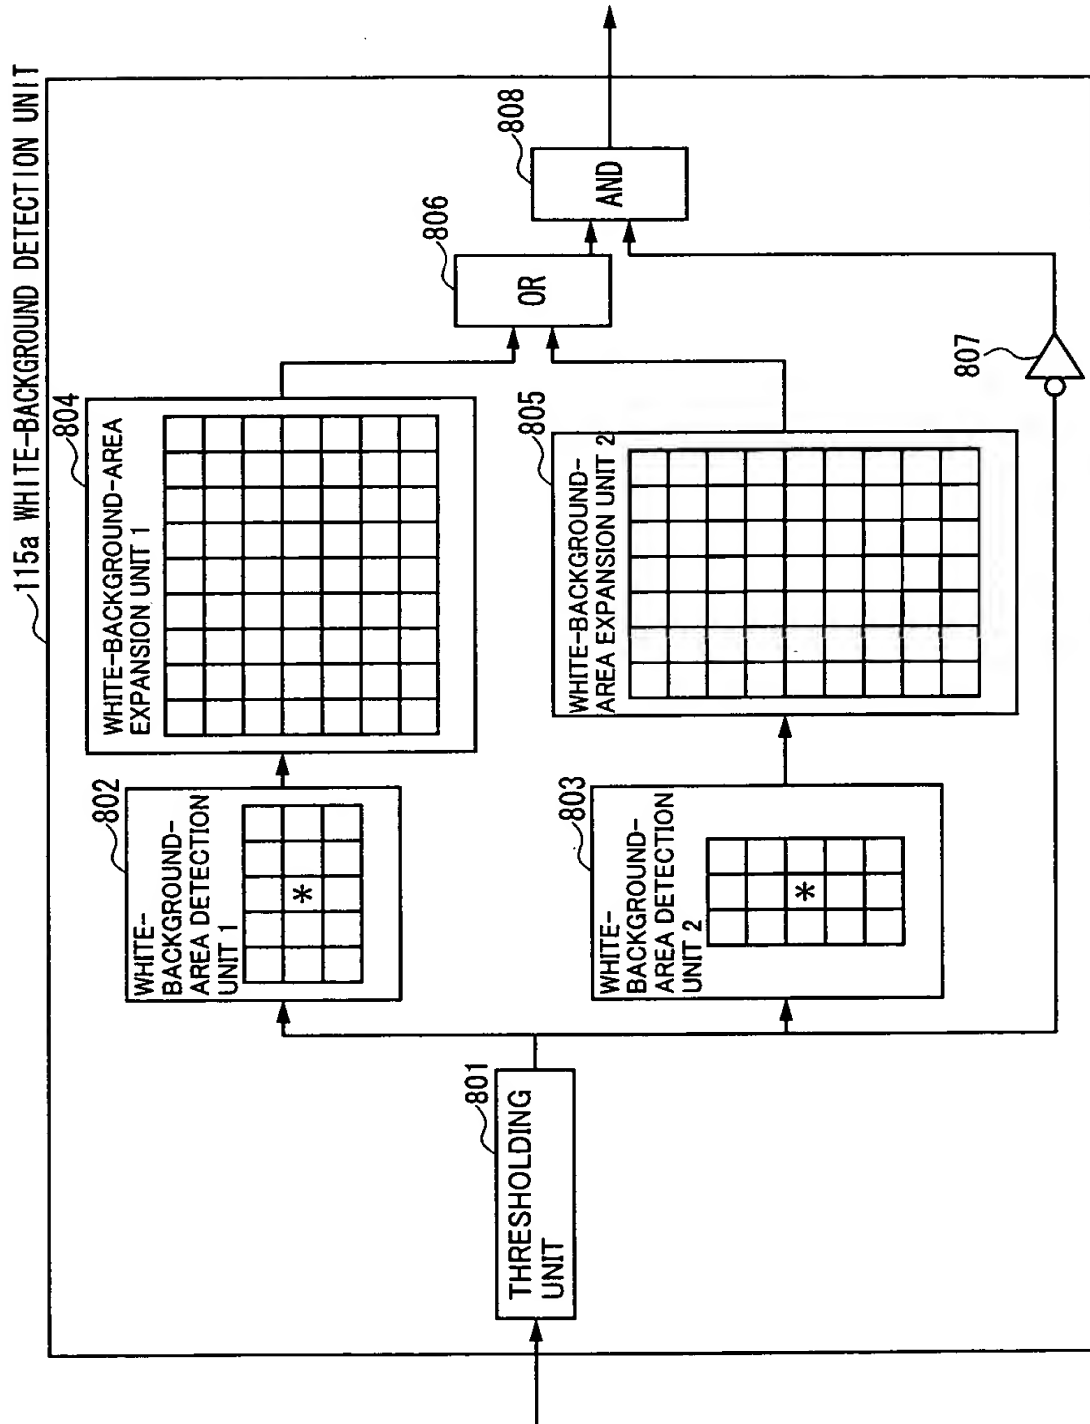 115a WHITE-BACKGROUND DETECTION UNIT
801
THRESHOLDING
UNIT
802
WHITE-
BACKGROUND-
AREA DETECTION
UNIT 1
*
803
WHITE-
BACKGROUND-
AREA DETECTION
UNIT 2
*
804
WHITE-BACKGROUND-AREA
EXPANSION UNIT 1
805
WHITE-BACKGROUND-
AREA EXPANSION UNIT 2
806
OR
807
808
AND